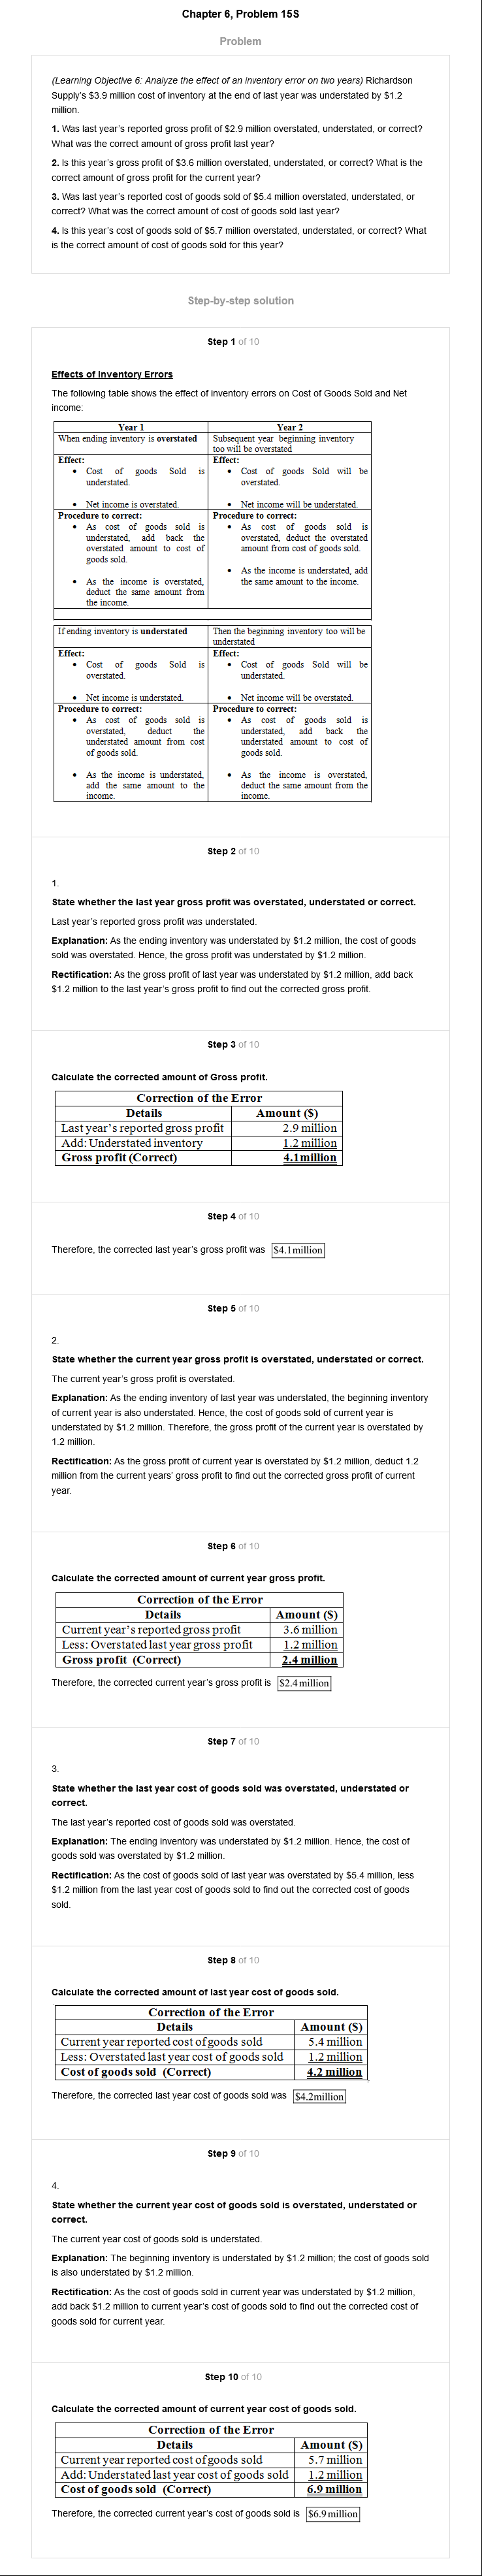 Chapter 6, Problem 15S
Problem
(Learning Objective 6: Analyze the effect of an inventory error on two years) Richardson
Supply's $3.9 million cost of inventory at the end of last year was understated by $1.2
million.
1. Was last year's reported gross profit of $2.9 million overstated, understated, or correct?
What was the correct amount of gross profit last year?
2. Is this year's gross profit of $3.6 million overstated, understated, or correct? What is the
correct amount of gross profit for the current year?
3. Was last year's reported cost of goods sold of $5.4 million overstated, understated, or
correct? What was the correct amount of cost of goods sold last year?
4. Is this year's cost of goods sold of $5.7 million overstated, understated, or correct? What
is the correct amount of cost of goods sold for this year?
Step-by-step solution
Step 1 of 10
Effects of Inventory Errors
The following table shows the effect of inventory errors on Cost of Goods Sold and Net
income:
Year 1
Year 2
When ending inventory is overstated
Subsequent year beginning inventory
too will be overstated
Effect:
• Cost of goods Sold is
understated.
• Net income is overstated.
Effect:
• Cost of goods Sold will be
overstated.
• Net income will be understated.
Procedure to correct:
• As cost of goods sold is
understated, add back the
overstated amount to cost of
goods sold.
• As the income is overstated,
deduct the same amount from
the income.
Procedure to correct:
• As cost of goods sold is
overstated, deduct the overstated
amount from cost of goods sold.
• As the income is understated, add
the same amount to the income.
If ending inventory is understated
Then the beginning inventory too will be
understated
Effect:
• Cost of goods Sold is
overstated.
• Net income is understated.
Effect:
• Cost of goods Sold will be
understated.
• Net income will be overstated.
Procedure to correct:
• As cost of goods sold is
overstated, deduct the
understated amount from cost
of goods sold.
• As the income is understated,
add the same amount to the
income.
Procedure to correct:
• As cost of goods sold is
understated, add back the
understated amount to cost of
goods sold.
• As the income is overstated,
deduct the same amount from the
income.
Step 2 of 10
1.
State whether the last year gross profit was overstated, understated or correct.
Last year's reported gross profit was understated.
Explanation: As the ending inventory was understated by $1.2 million, the cost of goods
sold was overstated. Hence, the gross profit was understated by $1.2 million.
Rectification: As the gross profit of last year was understated by $1.2 million, add back
$1.2 million to the last year's gross profit to find out the corrected gross profit.
Step 3 of 10
Calculate the corrected amount of Gross profit.
Correction of the Error
Details Amount ($)
Last year's reported gross profit 2.9 million
Add: Understated inventory 1.2 million
Gross profit (Correct) 4.1million
Step 4 of 10
Therefore, the corrected last year's gross profit was $4.1million
Step 5 of 10
2.
State whether the current year gross profit is overstated, understated or correct.
The current year's gross profit is overstated.
Explanation: As the ending inventory of last year was understated, the beginning inventory
of current year is also understated. Hence, the cost of goods sold of current year is
understated by $1.2 million. Therefore, the gross profit of the current year is overstated by
1.2 million.
Rectification: As the gross profit of current year is overstated by $1.2 million, deduct 1.2
million from the current years' gross profit to find out the corrected gross profit of current
year.
Step 6 of 10
Calculate the corrected amount of current year gross profit.
Correction of the Error
Details Amount ($)
Current year's reported gross profit 3.6 million
Less: Overstated last year gross profit 1.2 million
Gross profit (Correct) 2.4 million
Therefore, the corrected current year's gross profit is $2.4million
Step 7 of 10
3.
State whether the last year cost of goods sold was overstated, understated or
correct.
The last year's reported cost of goods sold was overstated.
Explanation: The ending inventory was understated by $1.2 million. Hence, the cost of
goods sold was overstated by $1.2 million.
Rectification: As the cost of goods sold of last year was overstated by $5.4 million, less
$1.2 million from the last year cost of goods sold to find out the corrected cost of goods
sold.
Step 8 of 10
Calculate the corrected amount of last year cost of goods sold.
Correction of the Error
Details Amount ($)
Current year reported cost of goods sold 5.4 million
Less: Overstated last year cost of goods sold 1.2 million
Cost of goods sold (Correct) 4.2 million
Therefore, the corrected last year cost of goods sold was $4.2million
Step 9 of 10
4.
State whether the current year cost of goods sold is overstated, understated or
correct.
The current year cost of goods sold is understated.
Explanation: The beginning inventory is understated by $1.2 million; the cost of goods sold
is also understated by $1.2 million.
Rectification: As the cost of goods sold in current year was understated by $1.2 million,
add back $1.2 million to current year's cost of goods sold to find out the corrected cost of
goods sold for current year.
Step 10 of 10
Calculate the corrected amount of current year cost of goods sold.
Correction of the Error
Details Amount ($)
Current year reported cost of goods sold 5.7 million
Add: Understated last year cost of goods sold 1.2 million
Cost of goods sold (Correct) 6.9 million
Therefore, the corrected current year's cost of goods sold is $6.9million